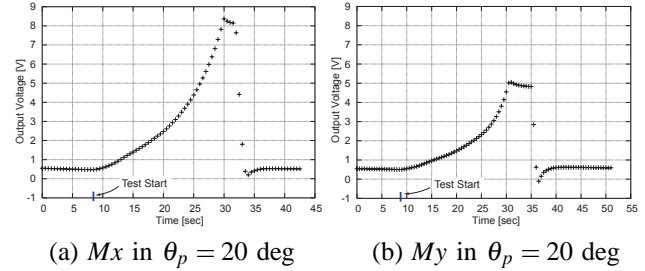 9
8
7
6
5
4
3
2
1
0
-1
Output Voltage [V]
Test Start
0 5 10 15 20 25 30 35 40 45
Time [sec]
(a) Mx in θp = 20 deg
9
8
7
6
5
4
3
2
1
0
-1
Output Voltage [V]
Test Start
0 5 10 15 20 25 30 35 40 45 50 55
Time [sec]
(b) My in θp = 20 deg